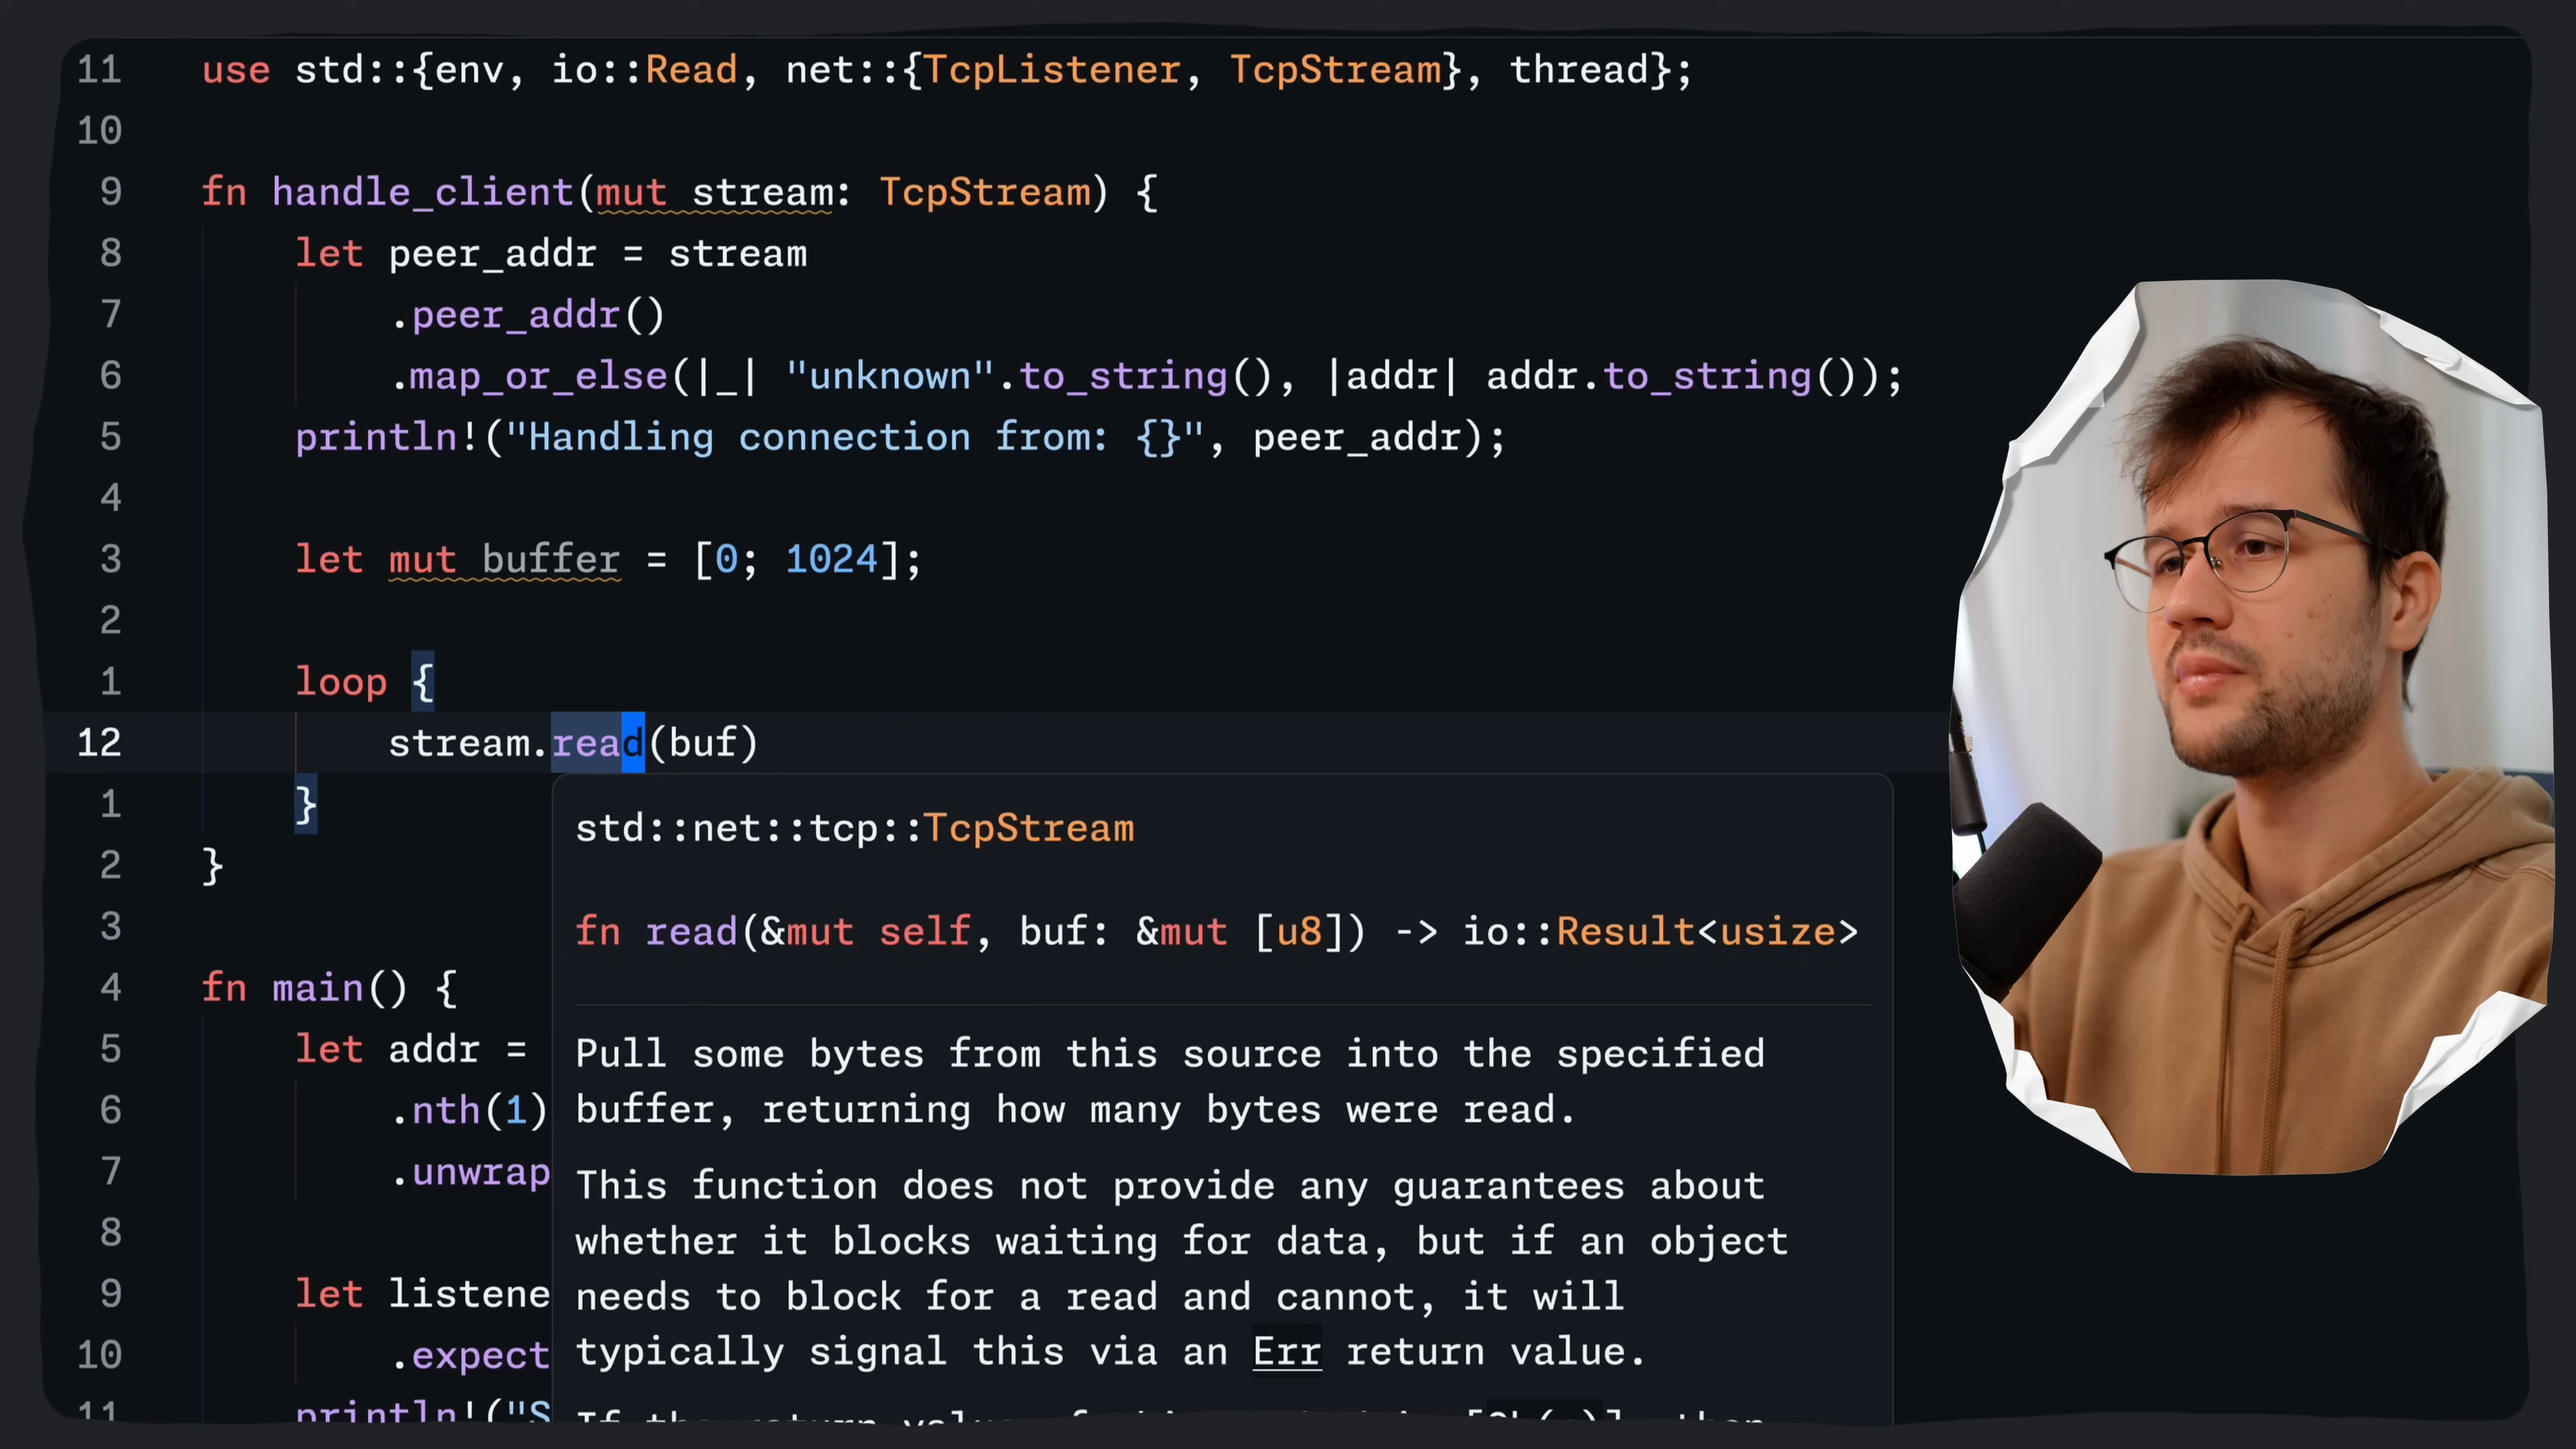 11 use std::{env, io::Read, net::{TcpListener, TcpStream}, thread};
10
9 fn handle_client(mut stream: TcpStream) {
8 let peer_addr = stream
7 .peer_addr()
6 .map_or_else(|_| "unknown".to_string(), |addr| addr.to_string());
5 println!("Handling connection from: {}", peer_addr);
4
3 let mut buffer = [0; 1024];
2
1 loop {
12 stream.read(buf)
1 }
2 }
3
4 fn main() {
5 let addr =
6 .nth(1)
7 .unwrap
8
9 let listene
10 .expect
11 println!("S
std::net::tcp::TcpStream
fn read(&mut self, buf: &mut [u8]) -> io::Result<usize>
Pull some bytes from this source into the specified
buffer, returning how many bytes were read.
This function does not provide any guarantees about
whether it blocks waiting for data, but if an object
needs to block for a read and cannot, it will
typically signal this via an Err return value.